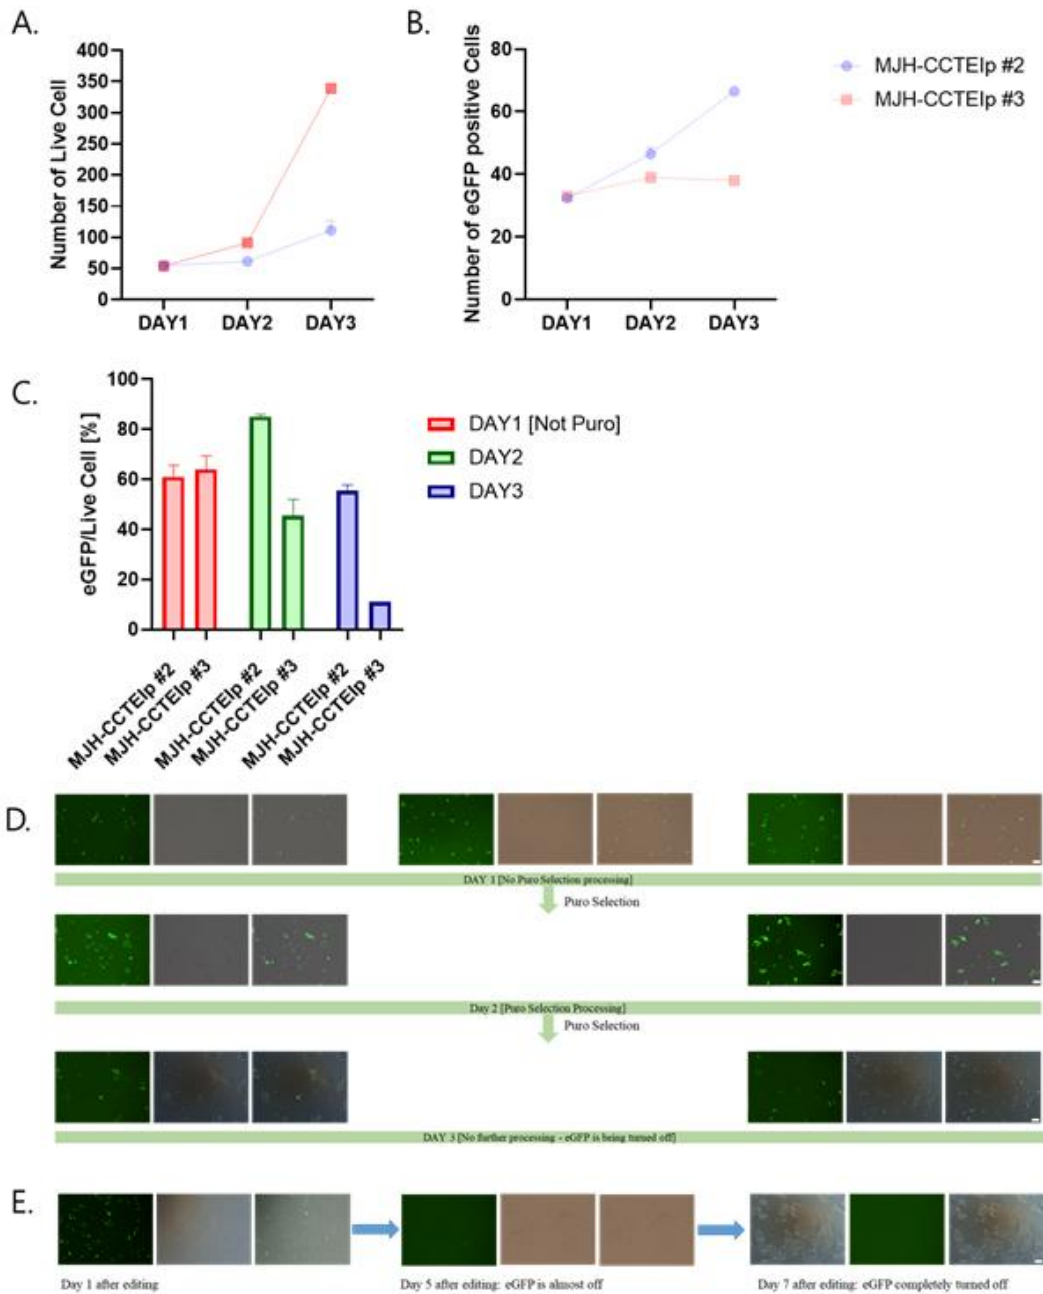 A.
Number of Live Cell
400
350
300
250
200
150
100
50
0
DAY1 DAY2 DAY3
B.
Number of eGFP positive Cells
80
60
40
20
0
DAY1 DAY2 DAY3
MJH-CCTEIp #2
MJH-CCTEIp #3
C.
eGFP/Live Cell [%]
100
80
60
40
20
0
MJH-CCTEIp #2
MJH-CCTEIp #3
MJH-CCTEIp #2
MJH-CCTEIp #3
MJH-CCTEIp #2
MJH-CCTEIp #3
DAY1 [Not Puro]
DAY2
DAY3
D.
DAY 1 [No Puro Selection processing]
Puro Selection
Day 2 [Puro Selection Processing]
Puro Selection
DAY 3 [No further processing - eGFP is being turned off]
E.
Day 1 after editing
Day 5 after editing: eGFP is almost off
Day 7 after editing: eGFP completely turned off